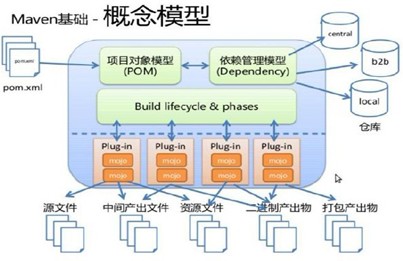 Maven基础 - 概念模型
central
pom.xml
项目对象模型
(POM)
依赖管理模型
(Dependency)
b2b
pom.xml
Build lifecycle & phases
local
仓库
Plug-in
Plug-in
Plug-in
Plug-in
mojo
mojo
mojo
mojo
mojo
mojo
mojo
mojo
源文件
中间产出文件
资源文件
二进制产出物
打包产出物